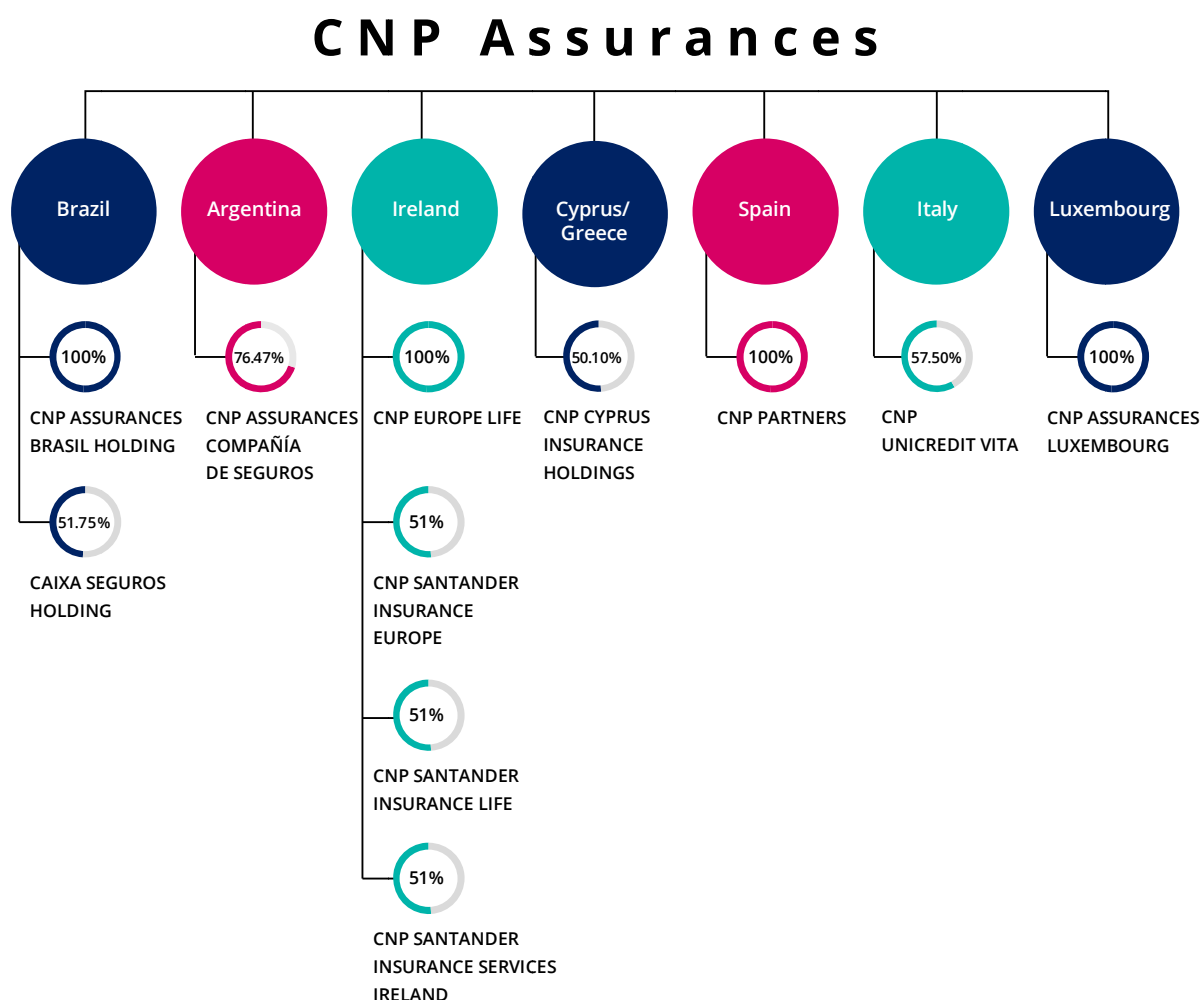 CNP Assurances
Brazil
Argentina
Ireland
Cyprus/
Greece
Spain
Italy
Luxembourg
100%
CNP ASSURANCES
BRASIL HOLDING
51.75%
CAIXA SEGUROS
HOLDING
76.47%
CNP ASSURANCES
COMPAÑÍA
DE SEGUROS
100%
CNP EUROPE LIFE
51%
CNP SANTANDER
INSURANCE
EUROPE
51%
CNP SANTANDER
INSURANCE LIFE
51%
CNP SANTANDER
INSURANCE SERVICES
IRELAND
50.10%
CNP CYPRUS
INSURANCE
HOLDINGS
100%
CNP PARTNERS
57.50%
CNP
UNICREDIT VITA
100%
CNP ASSURANCES
LUXEMBOURG